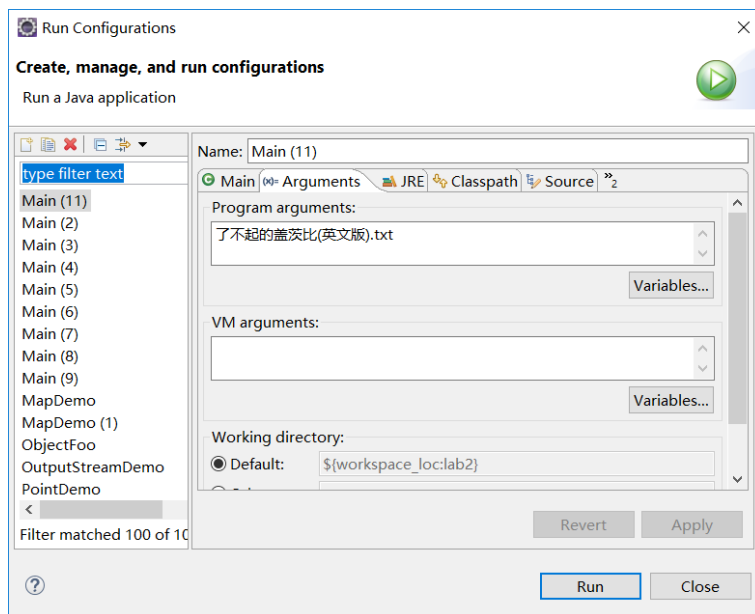 Run Configurations
Create, manage, and run configurations
Run a Java application
type filter text
Main (11)
Main (2)
Main (3)
Main (4)
Main (5)
Main (6)
Main (7)
Main (8)
Main (9)
MapDemo
MapDemo (1)
ObjectFoo
OutputStreamDemo
PointDemo
Filter matched 100 of 10
Name: Main (11)
Main (x)= Arguments JRE Classpath Source »2
Program arguments:
了不起的盖茨比(英文版).txt
Variables...
VM arguments:
Variables...
Working directory:
Default: ${workspace_loc:lab2}
Revert Apply
Run Close